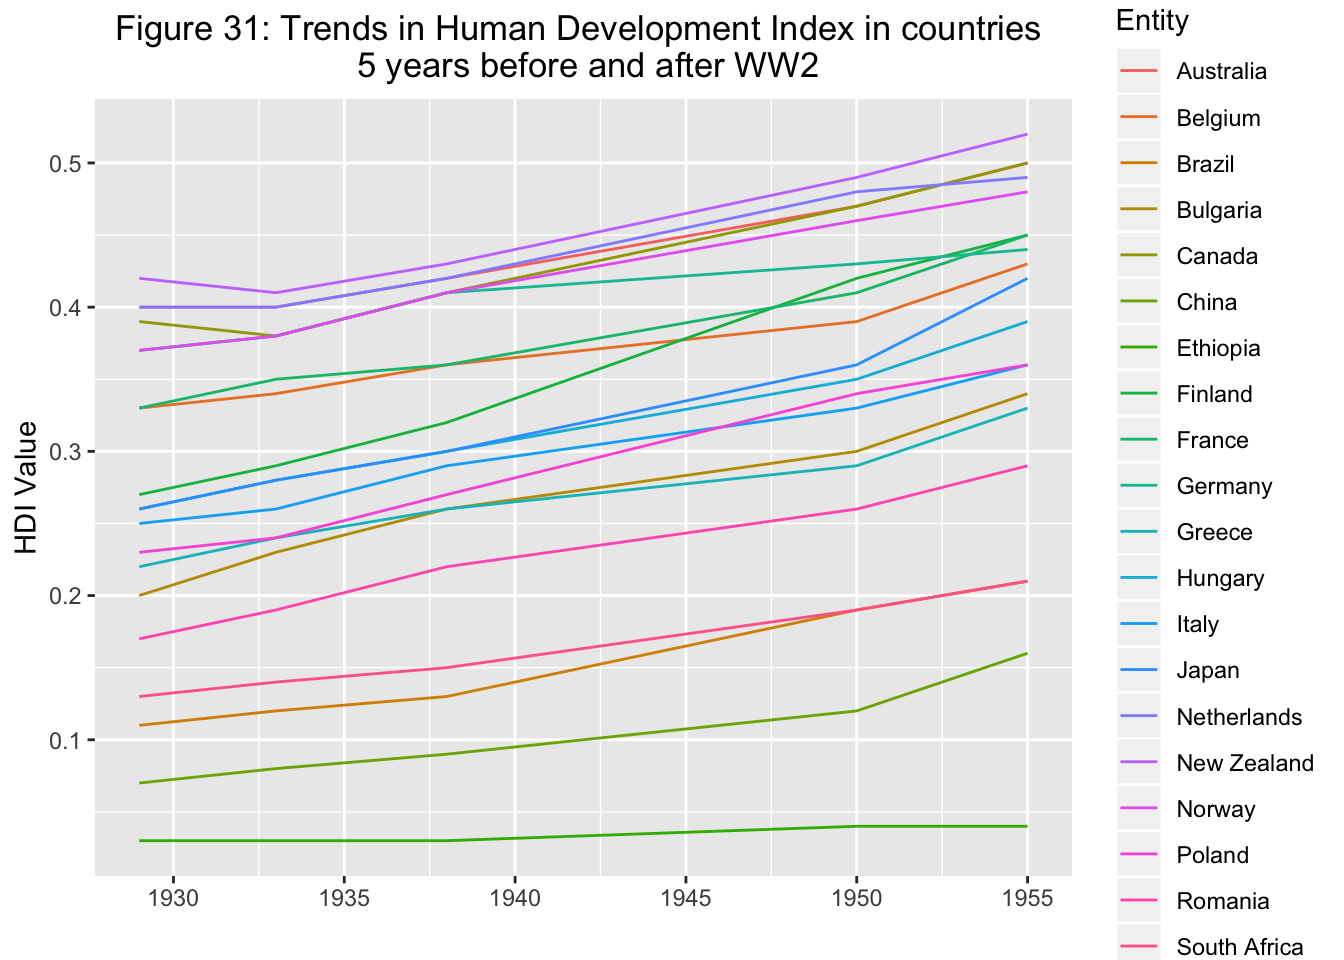 Figure 31: Trends in Human Development Index in countries
5 years before and after WW2
HDI Value
0.5
0.4
0.3
0.2
0.1
1930
1935
1940
1945
1950
1955
Entity
Australia
Belgium
Brazil
Bulgaria
Canada
China
Ethiopia
Finland
France
Germany
Greece
Hungary
Italy
Japan
Netherlands
New Zealand
Norway
Poland
Romania
South Africa